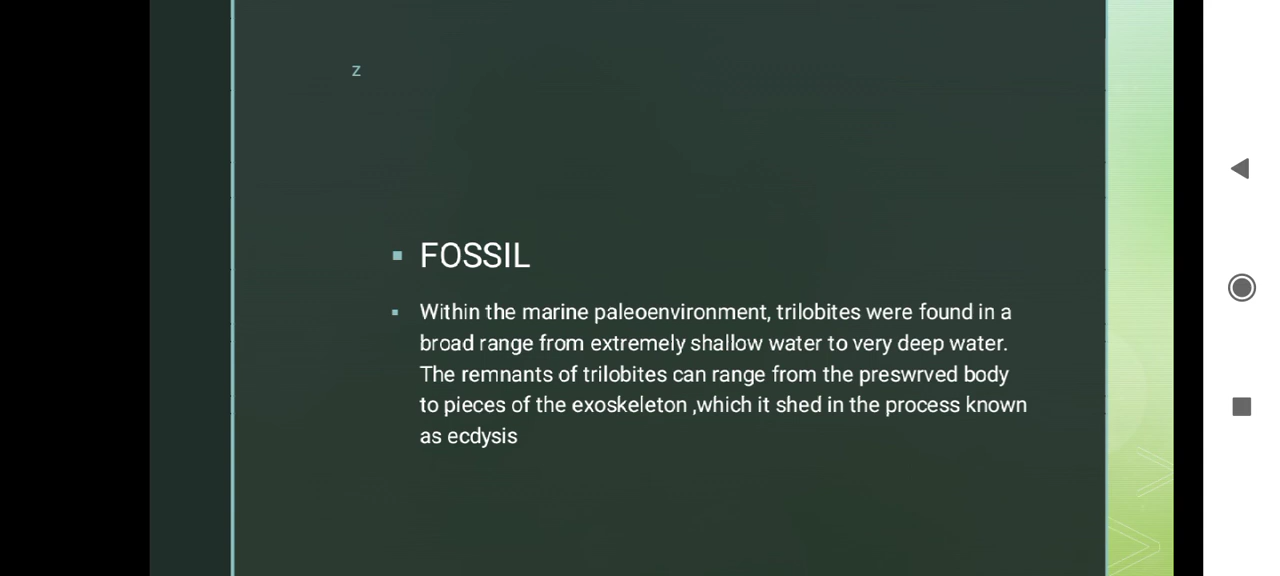 z
FOSSIL
Within the marine paleoenvironment, trilobites were found in a
broad range from extremely shallow water to very deep water.
The remnants of trilobites can range from the preswrved body
to pieces of the exoskeleton ,which it shed in the process known
as ecdysis